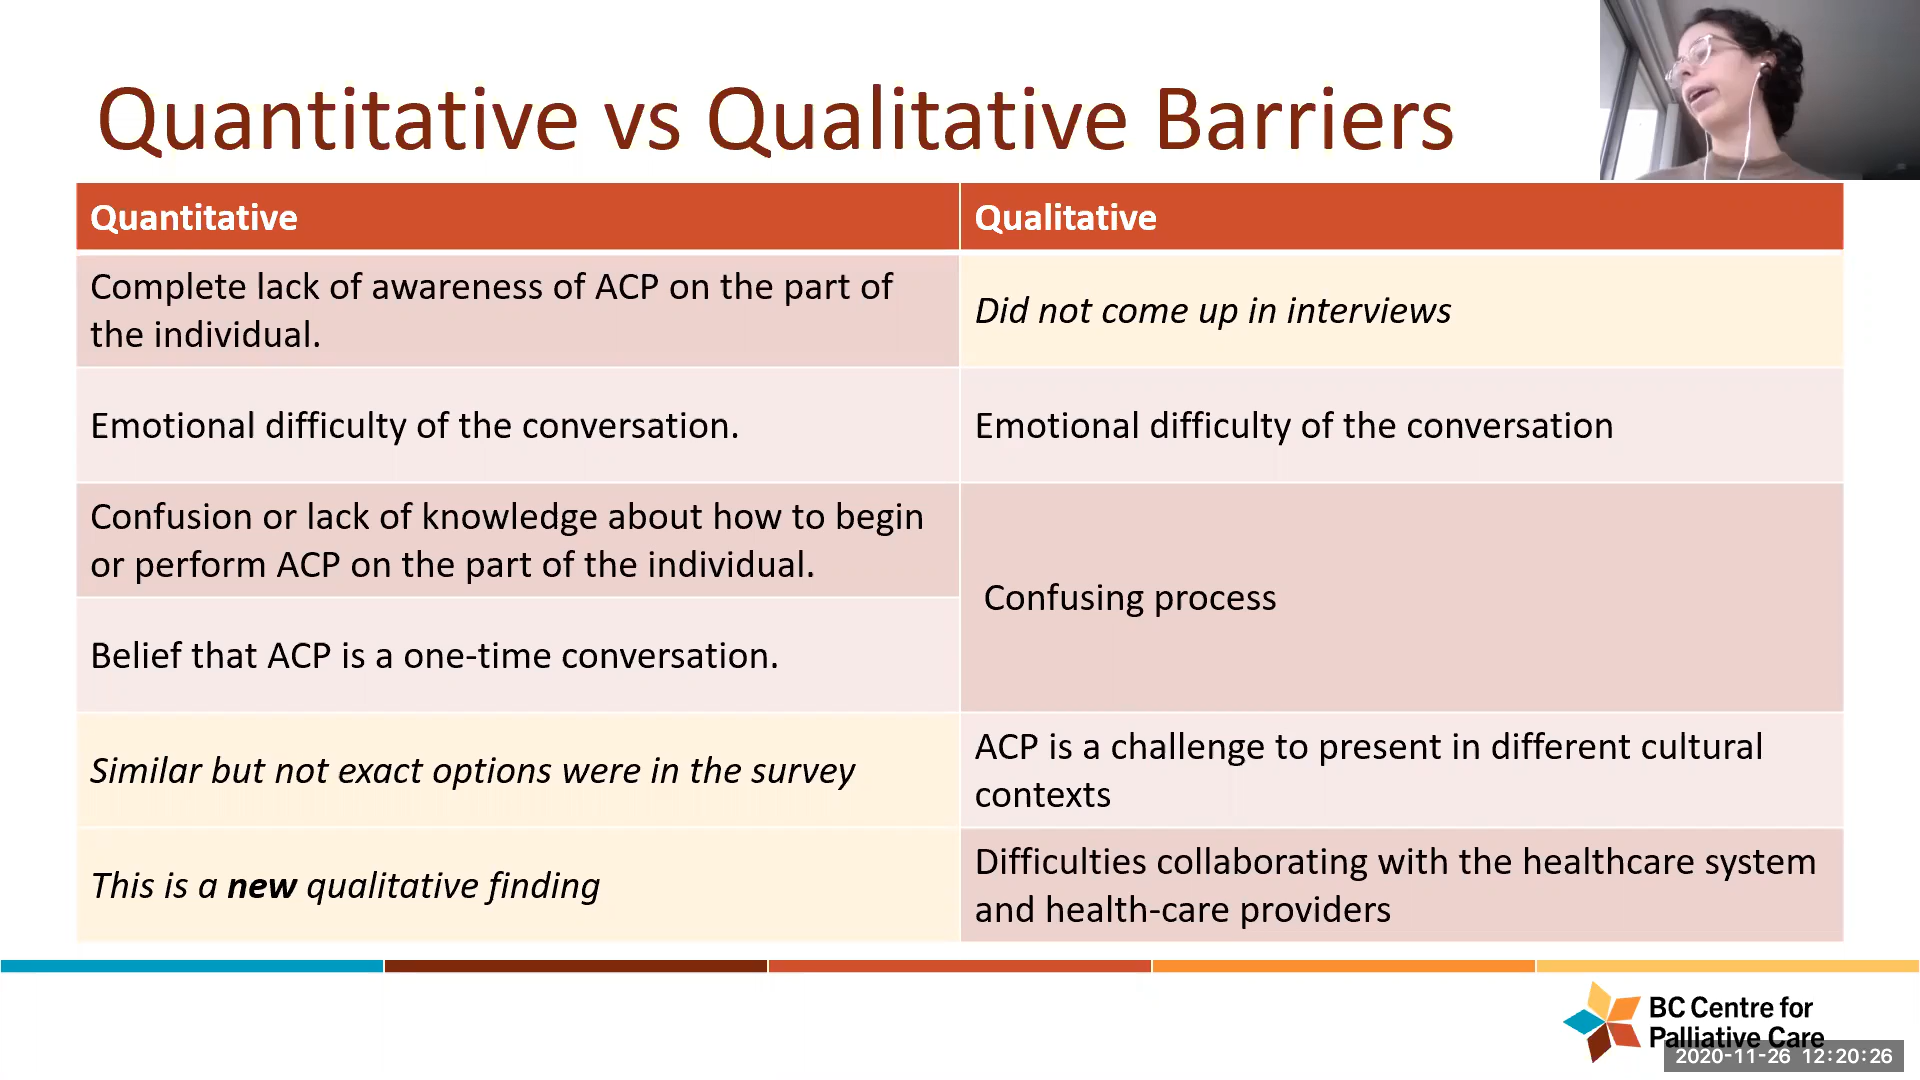 Quantitative vs Qualitative Barriers
Quantitative
Qualitative
Complete lack of awareness of ACP on the part of
the individual.
Did not come up in interviews
Emotional difficulty of the conversation.
Emotional difficulty of the conversation
Confusion or lack of knowledge about how to begin
or perform ACP on the part of the individual.
Confusing process
Belief that ACP is a one-time conversation.
Similar but not exact options were in the survey
ACP is a challenge to present in different cultural
contexts
This is a new qualitative finding
Difficulties collaborating with the healthcare system
and health-care providers
BC Centre for
Palliative Care
2020-11-26 12:20:26